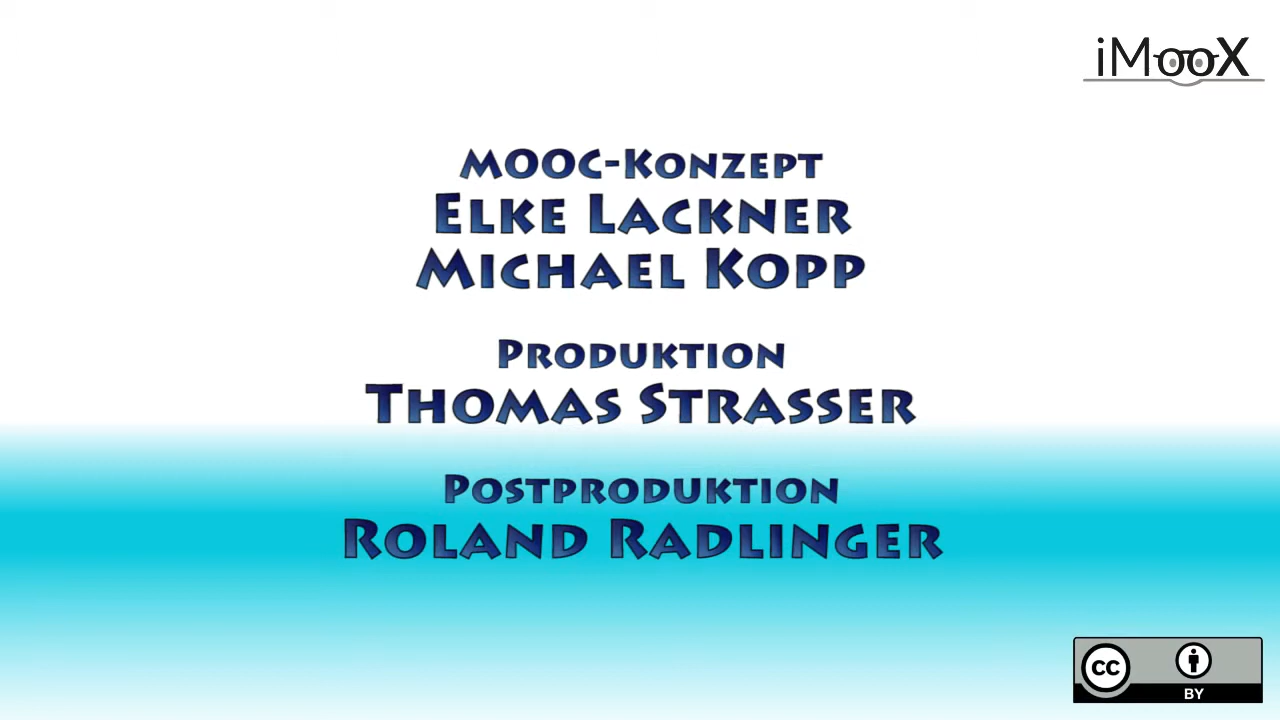 iMooX
MOOC-Konzept
Elke Lackner
Michael Kopp
Produktion
Thomas Strasser
Postproduktion
Roland Radlinger
cc
BY